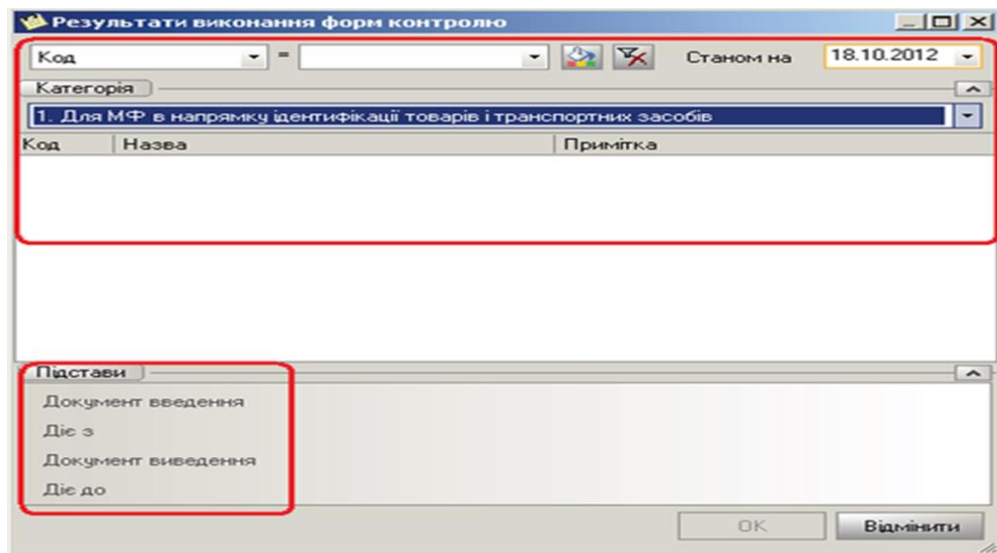 Результати виконання форм контролю
Код = Станом на 18.10.2012
Категорія
1. Для МФ в напрямку ідентифікації товарів і транспортних засобів
Код Назва Примітка
Підстави
Документ введення
Діє з
Документ виведення
Діє до
OK Відмінити